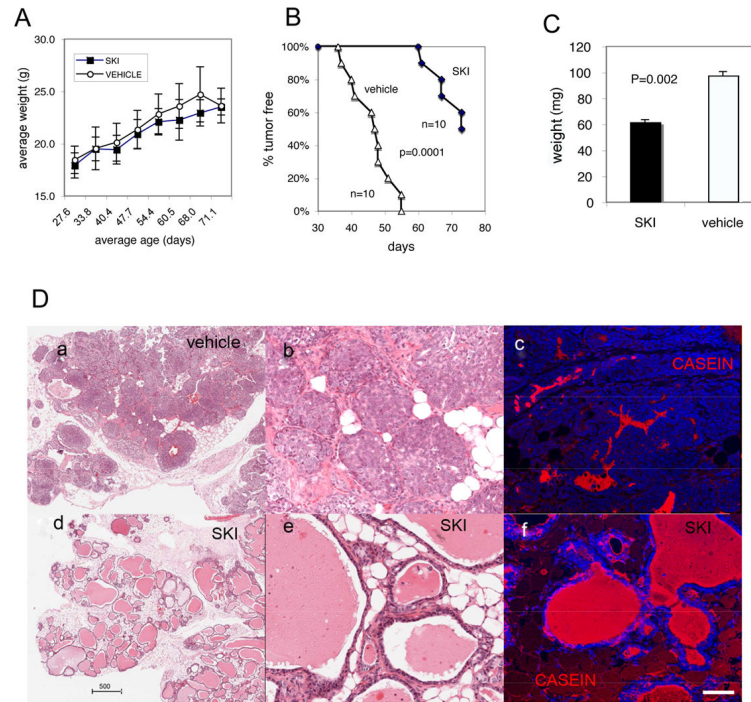 A
30.0
25.0
20.0
15.0
average weight (g)
SKI
VEHICLE
27.6
33.8
40.4
47.7
54.4
60.5
68.0
71.1
average age (days)
B
100%
80%
60%
40%
20%
0%
% tumor free
vehicle
SKI
n=10
p=0.0001
n=10
30 40 50 60 70 80
days
C
120
100
80
60
40
20
0
weight (mg)
P=0.002
SKI vehicle
D
a vehicle
b
c
CASEIN
d SKI
500
e SKI
f SKI
CASEIN